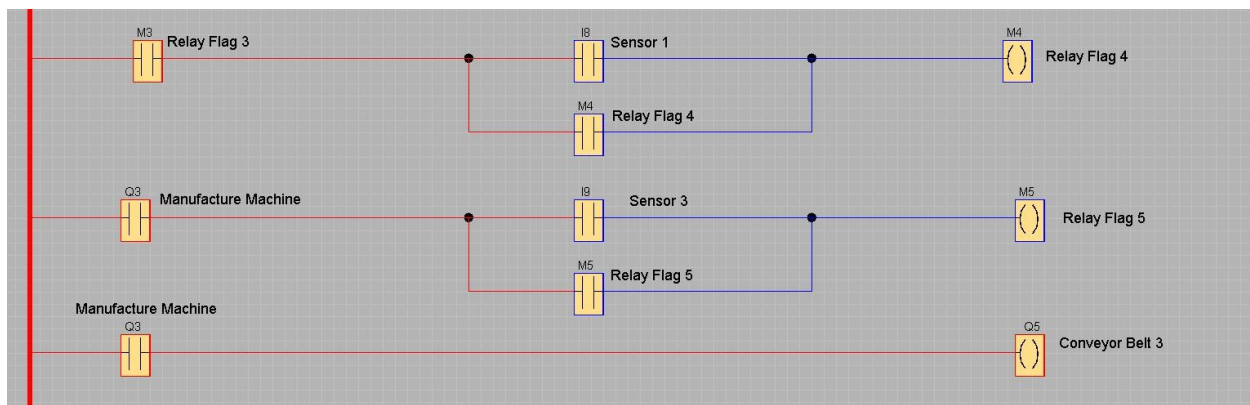 M3
Relay Flag 3
I8
Sensor 1
M4
Relay Flag 4
M4
Relay Flag 4
Q3
Manufacture Machine
I9
Sensor 3
M5
Relay Flag 5
M5
Relay Flag 5
Manufacture Machine
Q3
Q5
Conveyor Belt 3